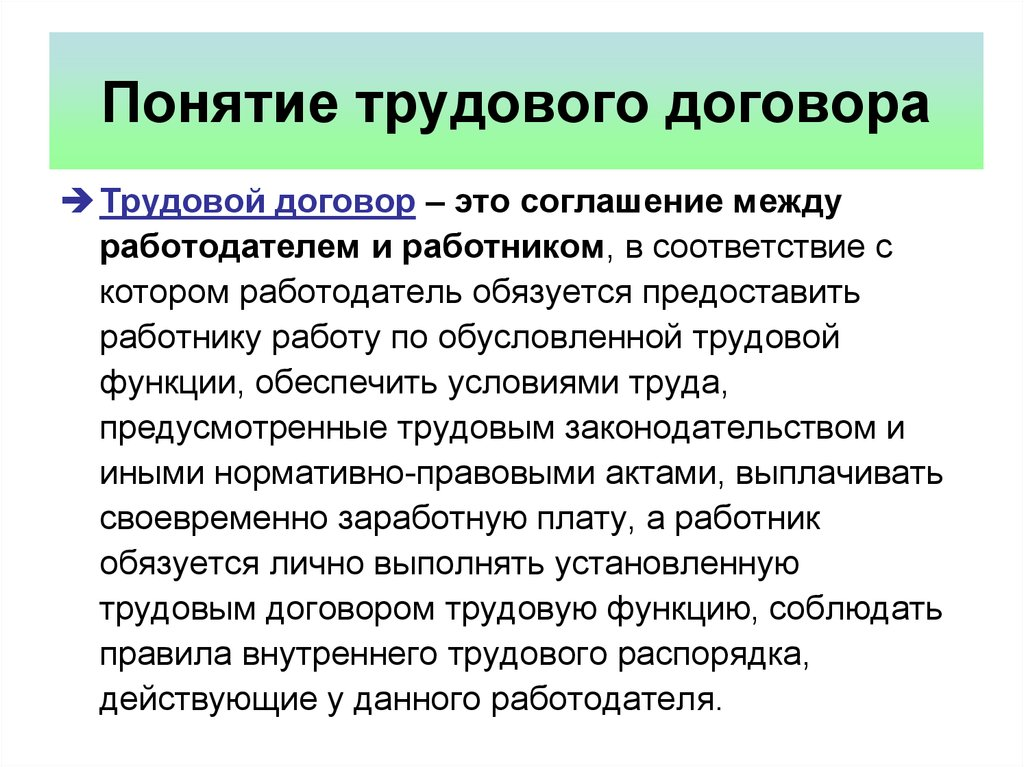 Понятие трудового договора
➔ Трудовой договор – это соглашение между
работодателем и работником, в соответствие с
котором работодатель обязуется предоставить
работнику работу по обусловленной трудовой
функции, обеспечить условиями труда,
предусмотренные трудовым законодательством и
иными нормативно-правовыми актами, выплачивать
своевременно заработную плату, а работник
обязуется лично выполнять установленную
трудовым договором трудовую функцию, соблюдать
правила внутреннего трудового распорядка,
действующие у данного работодателя.